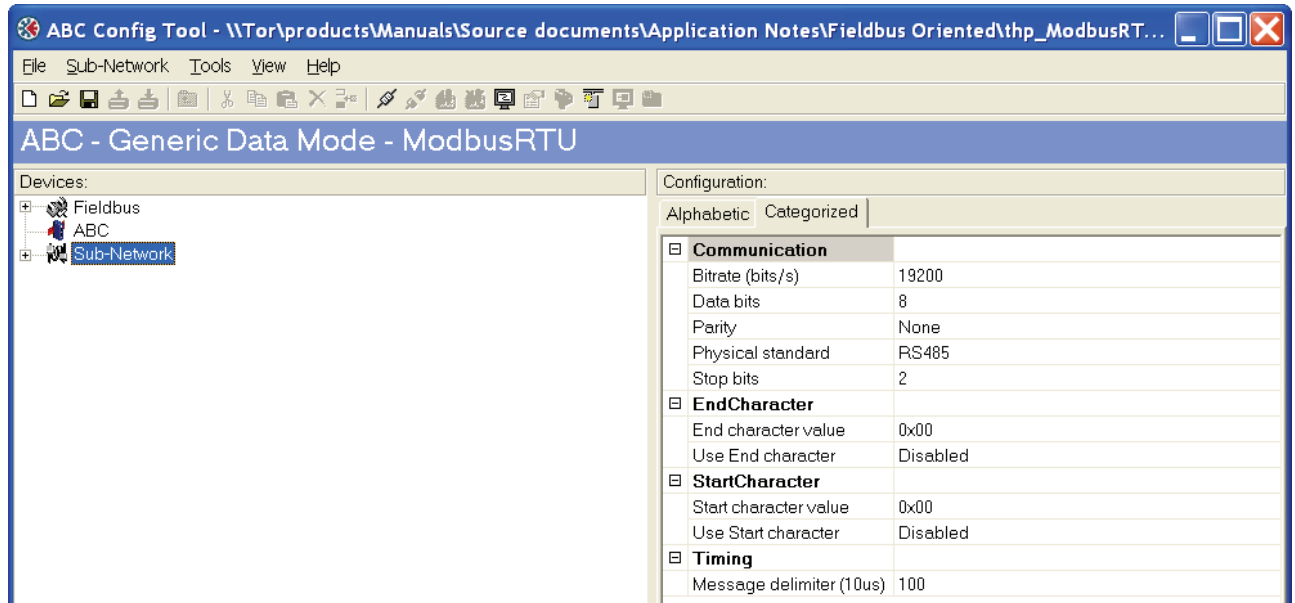 ABC Config Tool - \\Tor\products\Manuals\Source documents\Application Notes\Fieldbus Oriented\thp_ModbusRT...
File Sub-Network Tools View Help
ABC - Generic Data Mode - ModbusRTU
Devices:
Fieldbus
ABC
Sub-Network
Configuration:
Alphabetic Categorized
Communication
Bitrate (bits/s) 19200
Data bits 8
Parity None
Physical standard RS485
Stop bits 2
EndCharacter
End character value 0x00
Use End character Disabled
StartCharacter
Start character value 0x00
Use Start character Disabled
Timing
Message delimiter (10us) 100